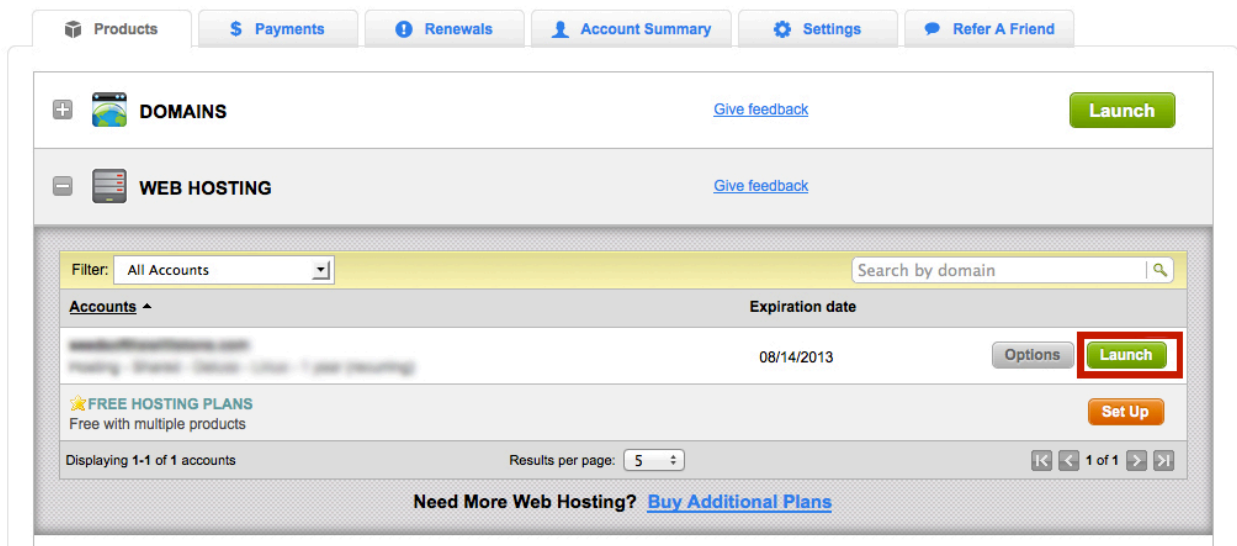 Products $ Payments Renewals Account Summary Settings Refer A Friend
DOMAINS Give feedback Launch
WEB HOSTING Give feedback
Filter: All Accounts Search by domain
Accounts Expiration date
08/14/2013 Options Launch
FREE HOSTING PLANS
Free with multiple products Set Up
Displaying 1-1 of 1 accounts Results per page: 5 1 of 1
Need More Web Hosting? Buy Additional Plans